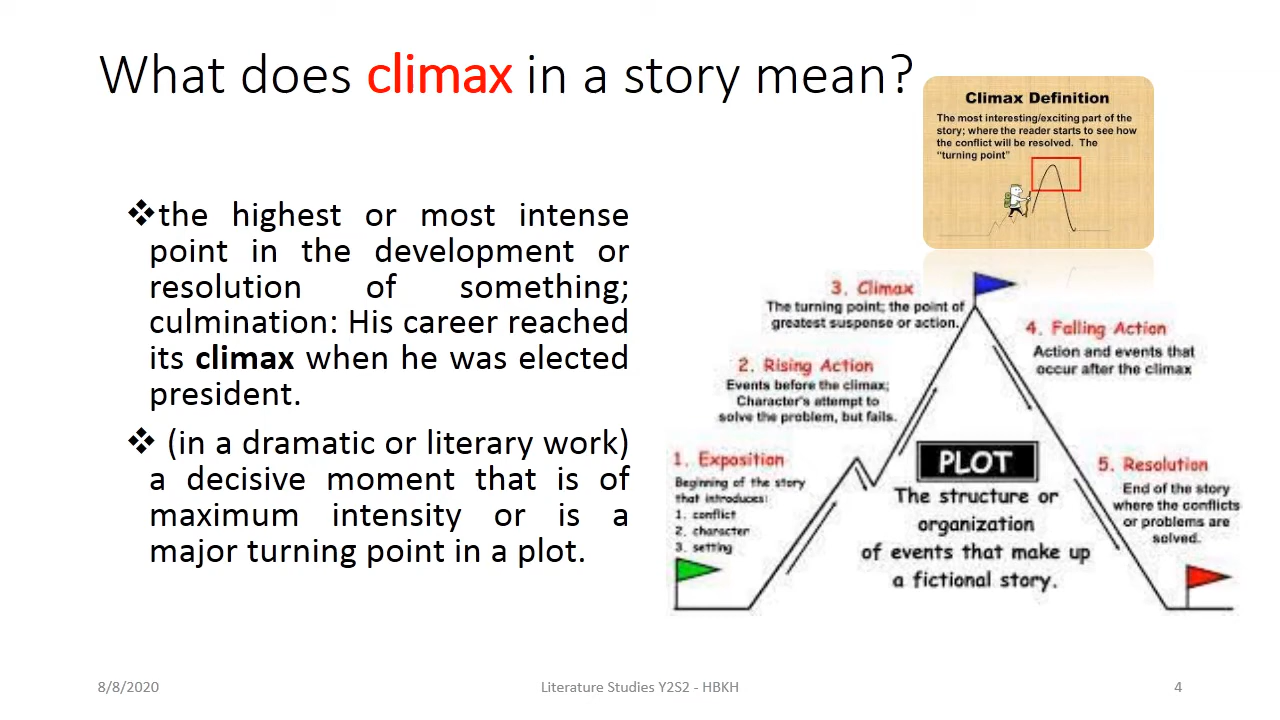 What does climax in a story mean?
Climax Definition
The most interesting/exciting part of the
story; where the reader starts to see how
the conflict will be resolved. The
"turning point"
❖the highest or most intense
point in the development or
resolution of something;
culmination: His career reached
its climax when he was elected
president.
❖ (in a dramatic or literary work)
a decisive moment that is of
maximum intensity or is a
major turning point in a plot.
3. Climax
The turning point; the point of
greatest suspense or action.
2. Rising Action
Events before the climax;
Character's attempt to
solve the problem, but fails.
1. Exposition
Beginning of the story
that introduces:
1. conflict
2. character
3. setting
4. Falling Action
Action and events that
occur after the climax
5. Resolution
End of the story
where the conflicts
or problems are
solved.
PLOT
The structure or
organization
of events that make up
a fictional story.
8/8/2020
Literature Studies Y2S2 - HBKH
4